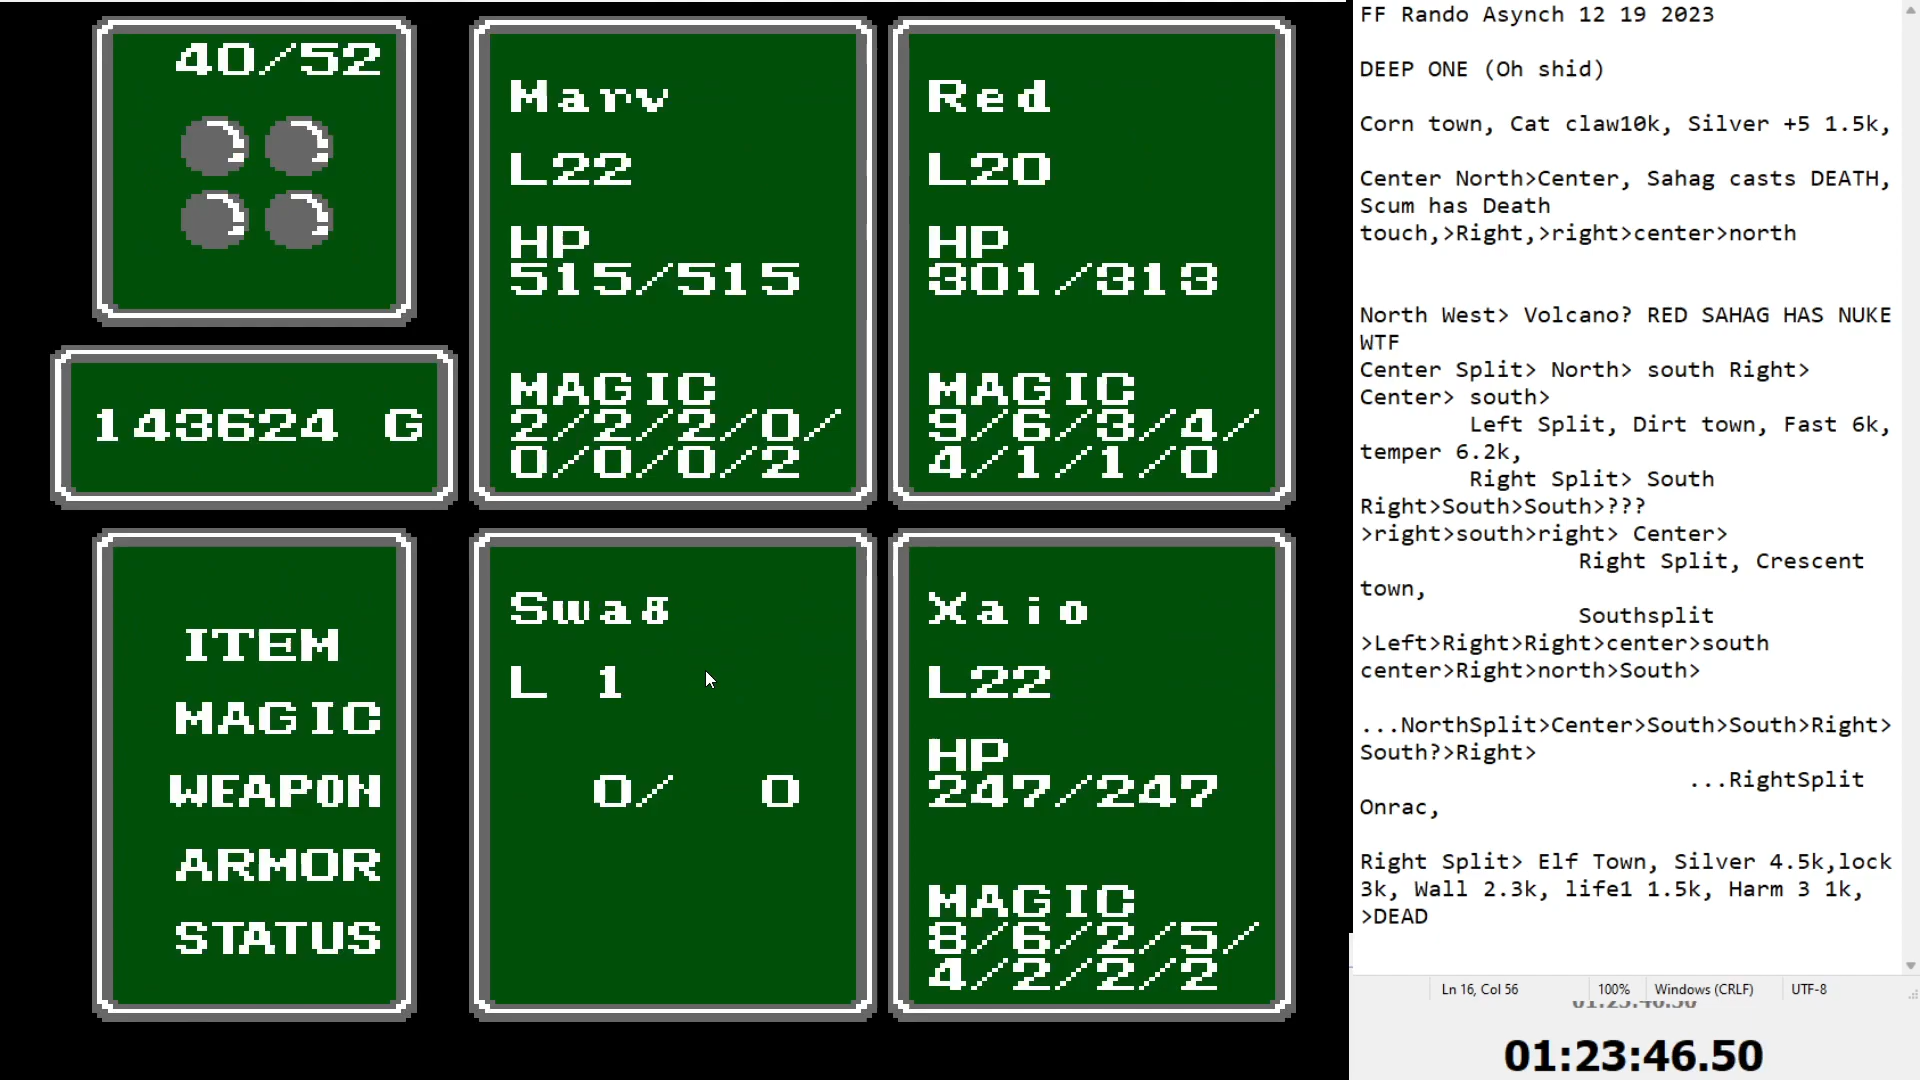 40/52
143624 G
ITEM
MAGIC
WEAPON
ARMOR
STATUS
Marv
L22
HP
515/515
MAGIC
2/2/2/0/
0/0/0/2
Red
L20
HP
301/313
MAGIC
9/6/3/4/
4/1/1/0
Swag
L 1
0/ 0
Xaio
L22
HP
247/247
MAGIC
8/6/2/5/
4/2/2/2
FF Rando Asynch 12 19 2023
DEEP ONE (Oh shid)
Corn town, Cat claw10k, Silver +5 1.5k,
Center North>Center, Sahag casts DEATH,
Scum has Death
touch,>Right,>right>center>north
North West> Volcano? RED SAHAG HAS NUKE
WTF
Center Split> North> south Right>
Center> south>
Left Split, Dirt town, Fast 6k,
temper 6.2k,
Right Split> South
Right>South>South>???
>right>south>right> Center>
Right Split, Crescent
town,
Southsplit
>Left>Right>Right>center>south
center>Right>north>South>
...NorthSplit>Center>South>South>Right>
South?>Right>
...RightSplit
Onrac,
Right Split> Elf Town, Silver 4.5k,lock
3k, Wall 2.3k, life1 1.5k, Harm 3 1k,
>DEAD
Ln 16, Col 56
100%
Windows (CRLF)
UTF-8
01:23:46.50
01:23:46.50